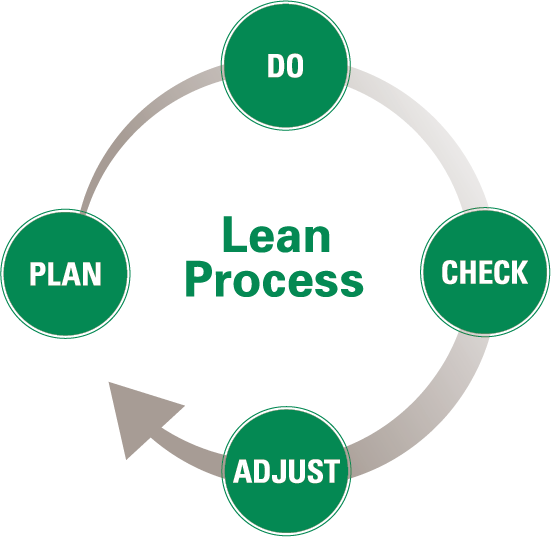 DO
Lean
Process
PLAN
CHECK
ADJUST